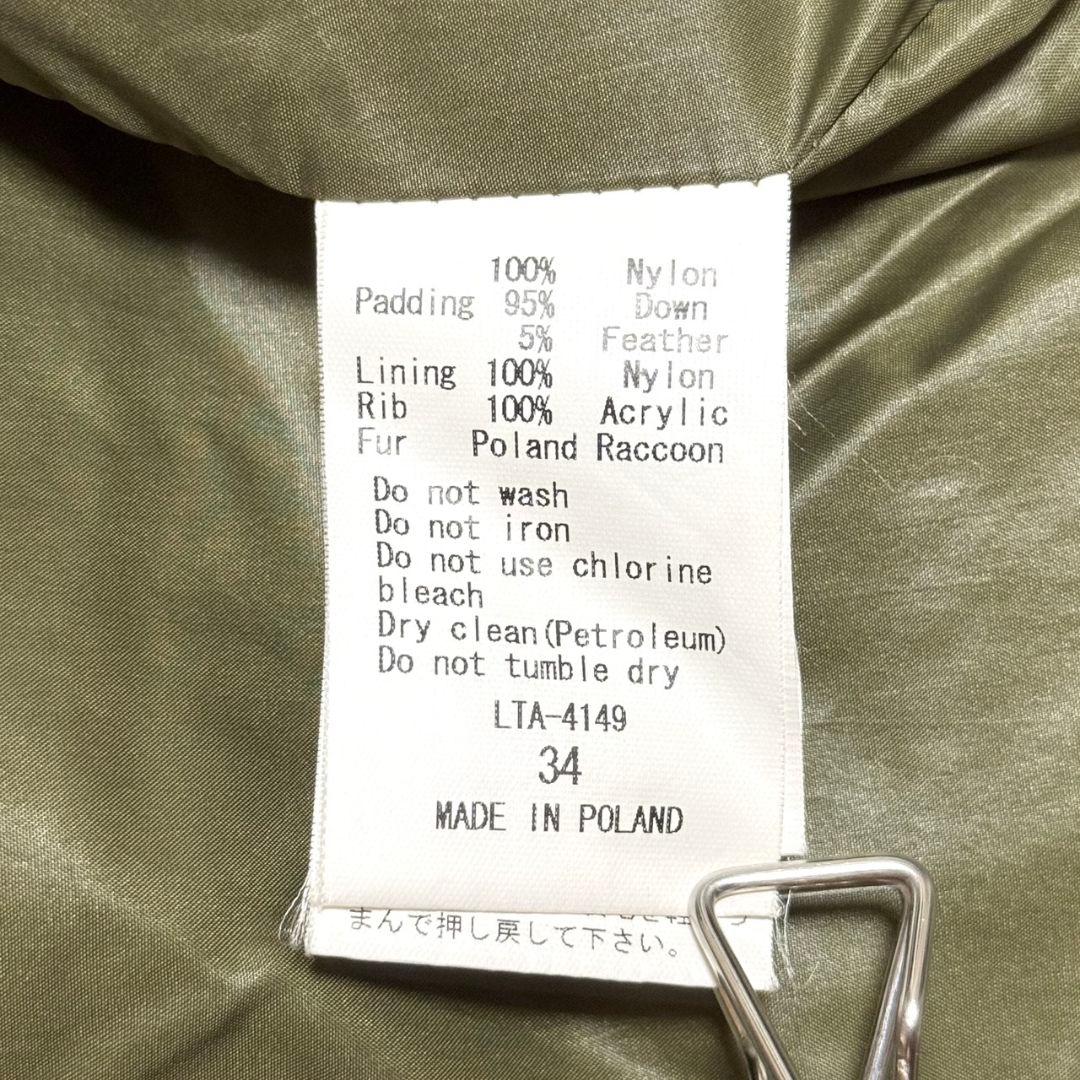 100% Nylon
Padding 95% Down
5% Feather
Lining 100% Nylon
Rib 100% Acrylic
Fur Poland Raccoon
Do not wash
Do not iron
Do not use chlorine
bleach
Dry clean(Petroleum)
Do not tumble dry
LTA-4149
34
MADE IN POLAND
まんで押し戻して下さい。